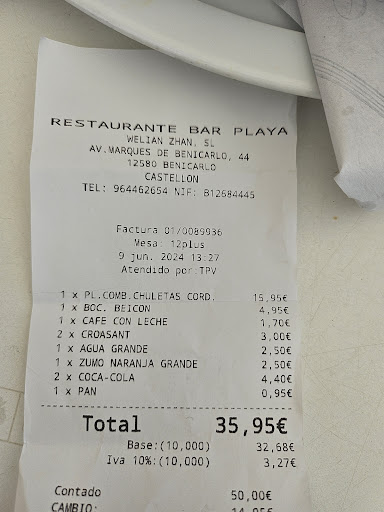 RESTAURANTE BAR PLAYA
WELIAN ZHAN, SL
AV.MARQUES DE BENICARLO, 44
12580 BENICARLO
CASTELLON
TEL: 964462654 NIF: B12684445
Factura 01/0089936
Mesa: 12plus
9 jun. 2024 13:27
Atendido por:TPV
1 x PL.COMB.CHULETAS CORD. 15,95€
1 x BOC. BEICON 4,95€
1 x CAFE CON LECHE 1,70€
2 x CROASANT 3,00€
1 x AGUA GRANDE 2,50€
1 x ZUMO NARANJA GRANDE 2,50€
2 x COCA-COLA 4,40€
1 x PAN 0,95€
Total 35,95€
Base:(10,000) 32,68€
Iva 10%:(10,000) 3,27€
Contado 50,00€
CAMBIO: 14,05€